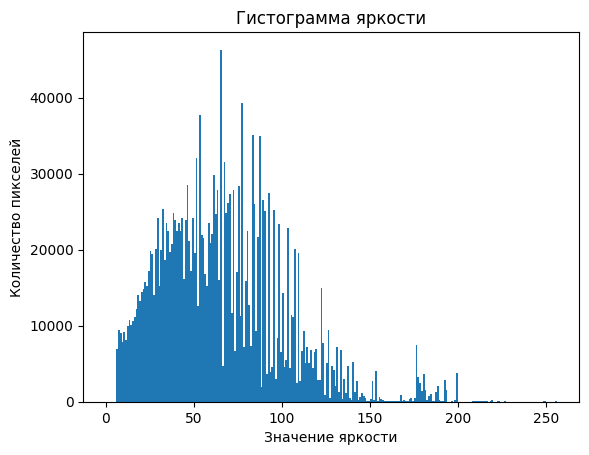 Гистограмма яркости
Количество пикселей
40000
30000
20000
10000
0
0 50 100 150 200 250
Значение яркости